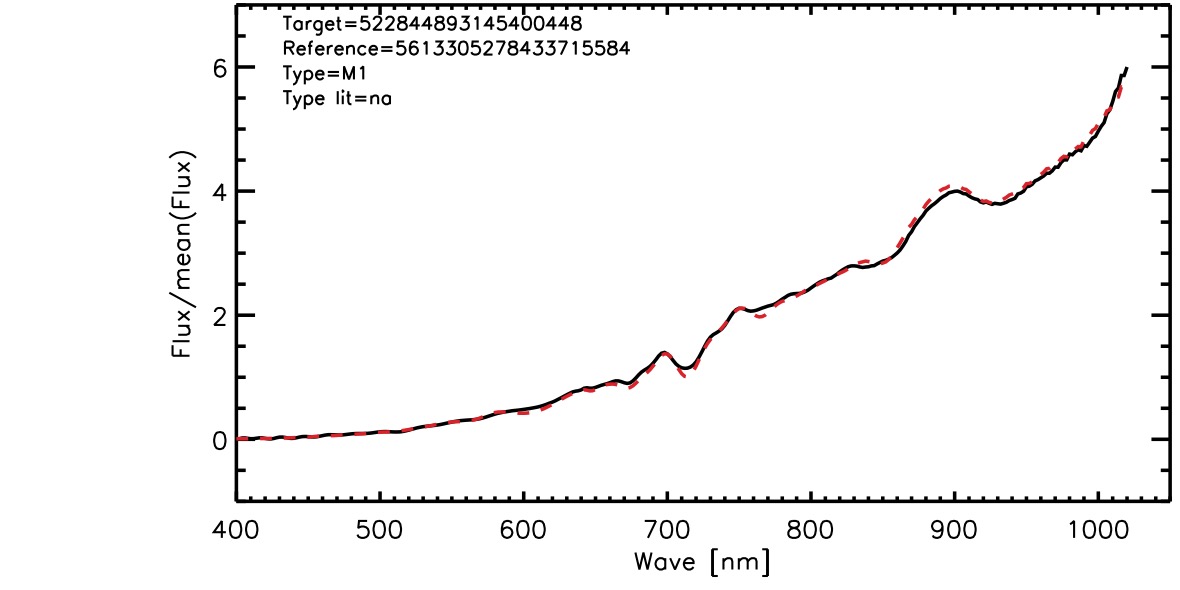 Target=522844893145400448
Reference=5613305278433715584
Type=M1
Type lit=na
6
4
2
0
Flux/mean(Flux)
400 500 600 700 800 900 1000
Wave [nm]